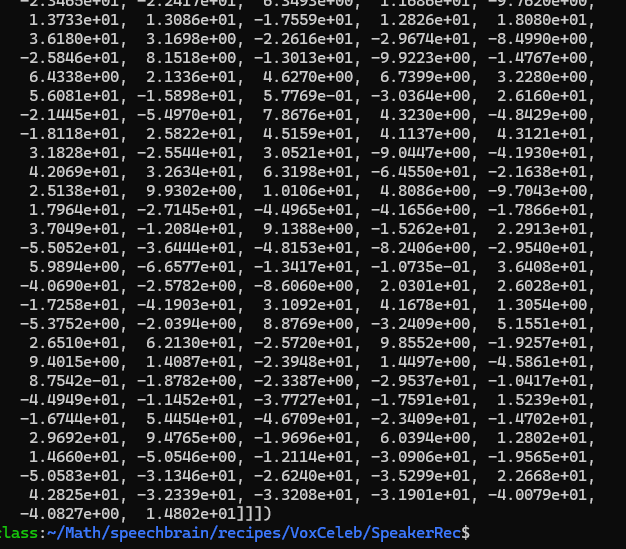 -2.3465e+01, -2.2417e+01, 6.3493e+00, 1.1686e+01, -9.7620e+00,
1.3733e+01, 1.3086e+01, -1.7559e+01, 1.2826e+01, 1.8080e+01,
3.6180e+01, 3.1698e+00, -2.2616e+01, -2.9674e+01, -8.4990e+00,
-2.5846e+01, 8.1518e+00, -1.3013e+01, -9.9223e+00, -1.4767e+00,
6.4338e+00, 2.1336e+01, 4.6270e+00, 6.7399e+00, 3.2280e+00,
5.6081e+01, -1.5898e+01, 5.7769e-01, -3.0364e+00, 2.6160e+01,
-2.1445e+01, -5.4970e+01, 7.8676e+01, 4.3230e+00, -4.8429e+00,
-1.8118e+01, 2.5822e+01, 4.5159e+01, 4.1137e+01, 4.3121e+01,
3.1828e+01, -2.5544e+01, 3.0521e+01, -9.0447e+00, -4.1930e+01,
4.2069e+01, 3.2634e+01, 6.3198e+01, -6.4550e+01, -2.1638e+01,
2.5138e+01, 9.9302e+00, 1.0106e+01, 4.8086e+01, -9.7043e+00,
1.7964e+01, -2.7145e+01, -4.4965e+01, -4.1656e+00, -1.7866e+01,
3.7049e+01, -1.2084e+01, 9.1388e+00, -1.5262e+01, 2.2913e+01,
-5.5052e+01, -3.6444e+01, -4.8153e+01, -8.2406e+01, -2.9540e+01,
5.9894e+00, -6.6577e+01, -1.3417e+01, -1.0735e-01, 3.6408e+01,
-4.0690e+01, -2.5782e+01, -8.6060e+00, 2.0301e+01, 2.6028e+01,
-1.7258e+01, -4.1903e+01, 3.1092e+01, 4.1678e+01, 1.3054e+00,
-5.3752e+00, -2.0394e+01, 8.8769e+00, -3.2409e+01, 5.1551e+01,
2.6510e+01, 6.2130e+01, -2.5720e+01, 9.8552e+00, -1.9257e+01,
9.4015e+00, 1.4087e+01, -2.3948e+01, 1.4497e+00, -4.5861e+01,
8.7542e-01, -1.8782e+00, -2.3387e+00, -2.9537e+01, -1.0417e+01,
-4.4949e+01, -1.1452e+01, -3.7727e+01, -1.7591e+01, 1.5239e+01,
-1.6744e+01, 5.4454e+01, -4.6709e+01, -2.3409e+01, -1.4702e+01,
2.9692e+01, 9.4765e+00, -1.9696e+01, 6.0394e+00, 1.2802e+01,
1.4660e+01, -5.0546e+00, -1.2114e+01, -3.0906e+01, -1.9565e+01,
-5.0583e+01, -3.1346e+01, -2.6240e+01, -3.5299e+01, 2.2668e+01,
4.2825e+01, -3.2339e+01, -3.3208e+01, -3.1901e+01, -4.0079e+01,
-4.0827e+00, 1.4802e+01]]])
class:~/Math/speechbrain/recipes/VoxCeleb/SpeakerRec$